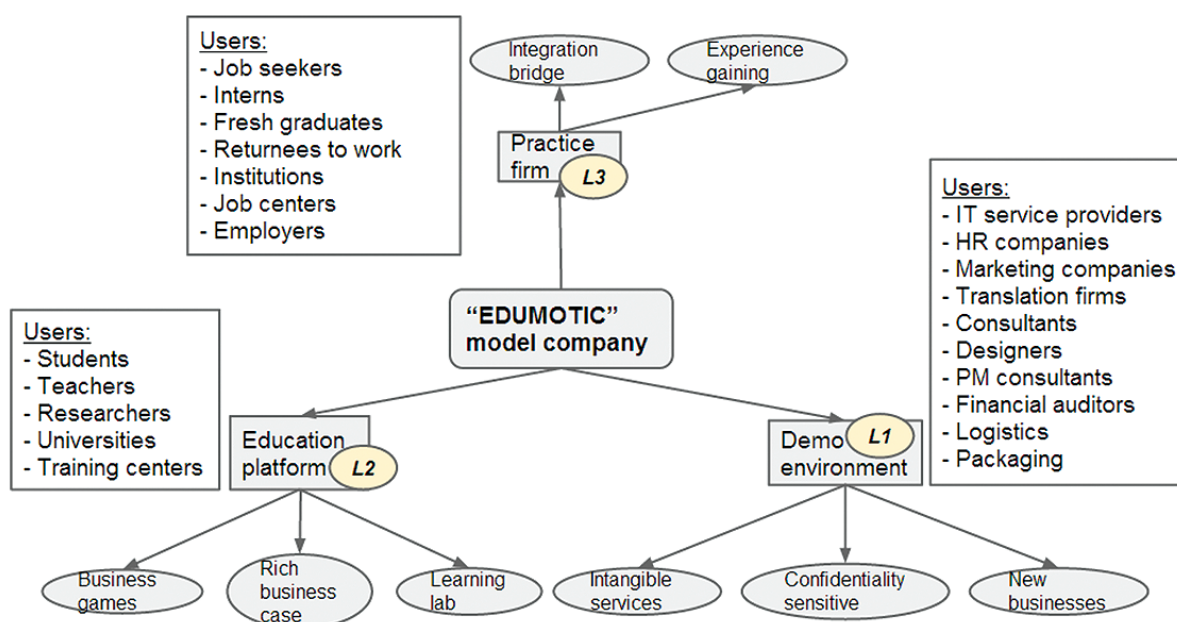 Users:
- Job seekers
- Interns
- Fresh graduates
- Returnees to work
- Institutions
- Job centers
- Employers
Integration
bridge
Experience
gaining
Practice
firm
L3
Users:
- IT service providers
- HR companies
- Marketing companies
- Translation firms
- Consultants
- Designers
- PM consultants
- Financial auditors
- Logistics
- Packaging
“EDUMOTIC”
model company
Users:
- Students
- Teachers
- Researchers
- Universities
- Training centers
Education
platform
L2
Demo
environment
L1
Business
games
Rich
business
case
Learning
lab
Intangible
services
Confidentiality
sensitive
New
businesses